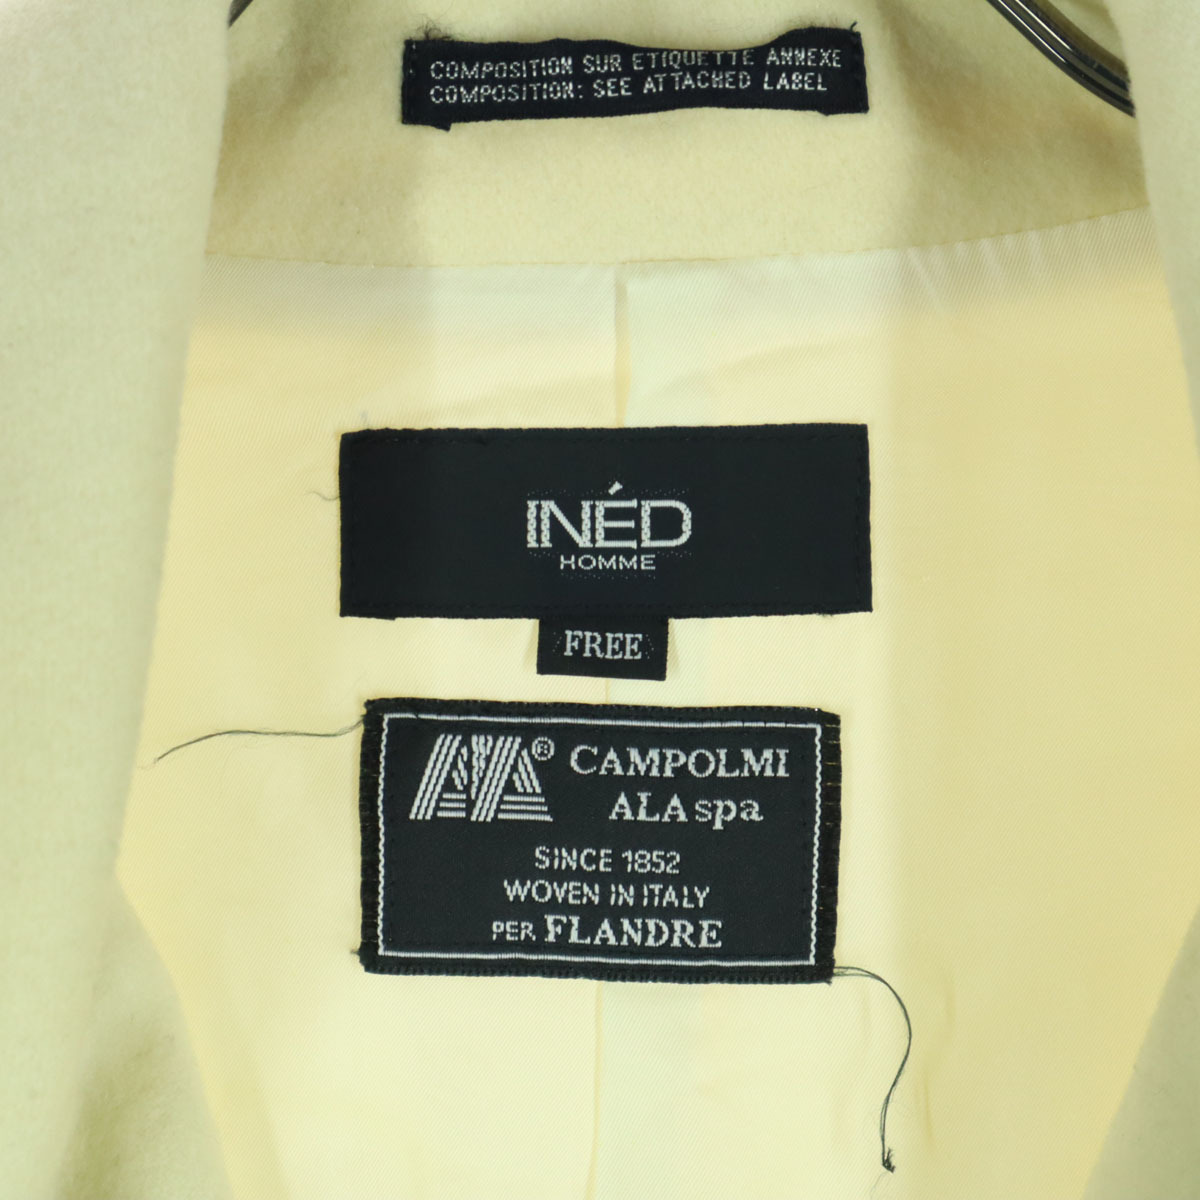 COMPOSITION SUR ETIQUETTE ANNEXE
COMPOSITION: SEE ATTACHED LABEL
INÉD
HOMME
FREE
® CAMPOLMI
ALA spa
SINCE 1852
WOVEN IN ITALY
PER FLANDRE